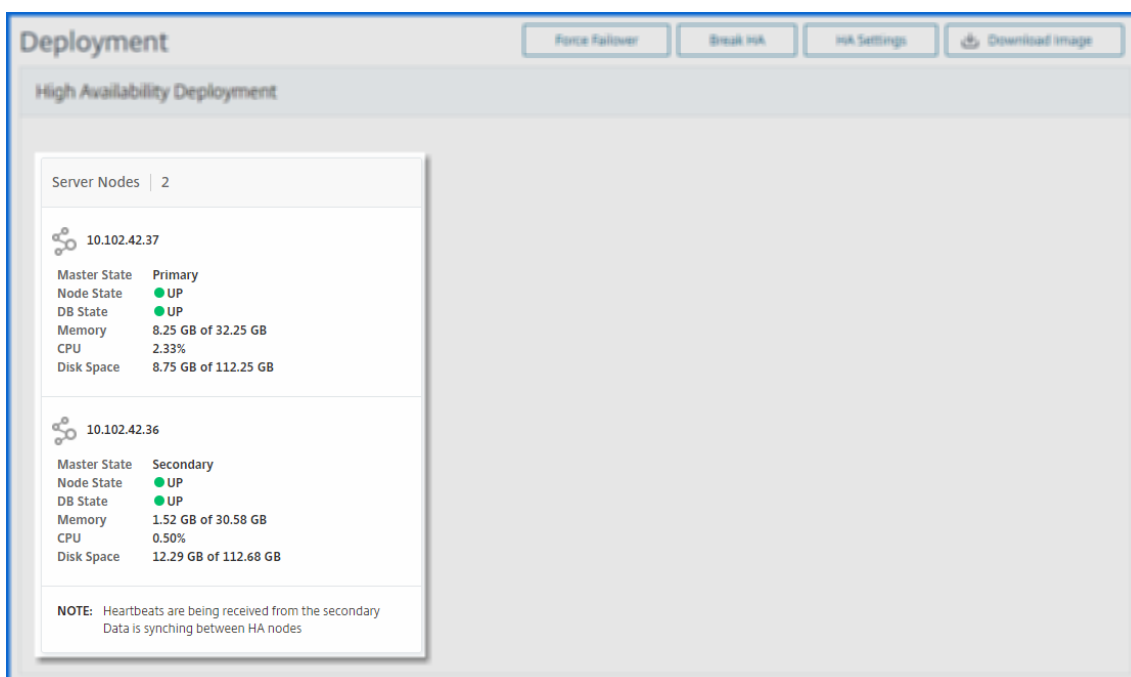 Deployment
Force Failover
Break HA
HA Settings
Download Image
High Availability Deployment
Server Nodes | 2
10.102.42.37
Master State Primary
Node State UP
DB State UP
Memory 8.25 GB of 32.25 GB
CPU 2.33%
Disk Space 8.75 GB of 112.25 GB
10.102.42.36
Master State Secondary
Node State UP
DB State UP
Memory 1.52 GB of 30.58 GB
CPU 0.50%
Disk Space 12.29 GB of 112.68 GB
NOTE: Heartbeats are being received from the secondary
Data is synching between HA nodes